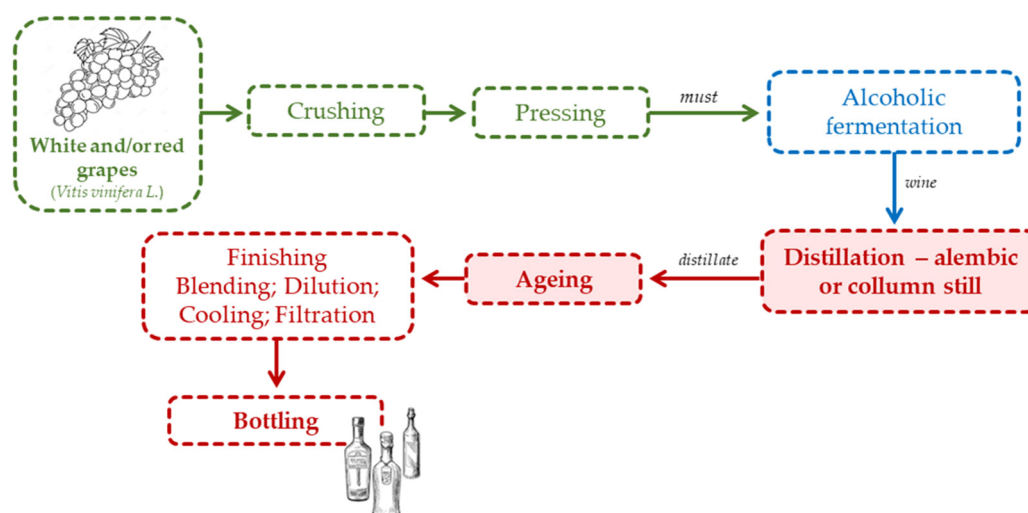 White and/or red
grapes
(Vitis vinifera L.)
Crushing
Pressing
must
Alcoholic
fermentation
wine
Distillation – alembic
or collumn still
distillate
Ageing
Finishing
Blending; Dilution;
Cooling; Filtration
Bottling